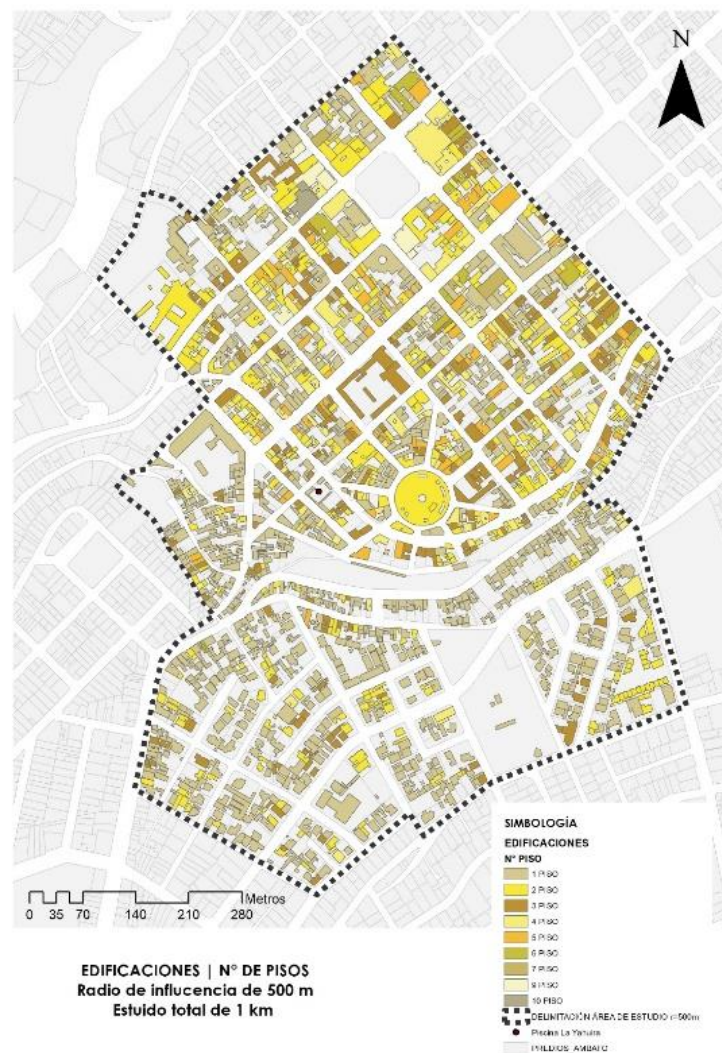 N
Metros
0 35 70 140 210 280
EDIFICACIONES | N° DE PISOS
Radio de influcencia de 500 m
Estuido total de 1 km
SIMBOLOGÍA
EDIFICACIONES
N° PISO
1 PISO
2 PISO
3 PISO
4 PISO
5 PISO
6 PISO
7 PISO
9 PISO
10 PISO
DELIMITACIÓN ÁREA DE ESTUDIO r=500m
Piscina La Yahuira
PREDIOS AMBATO